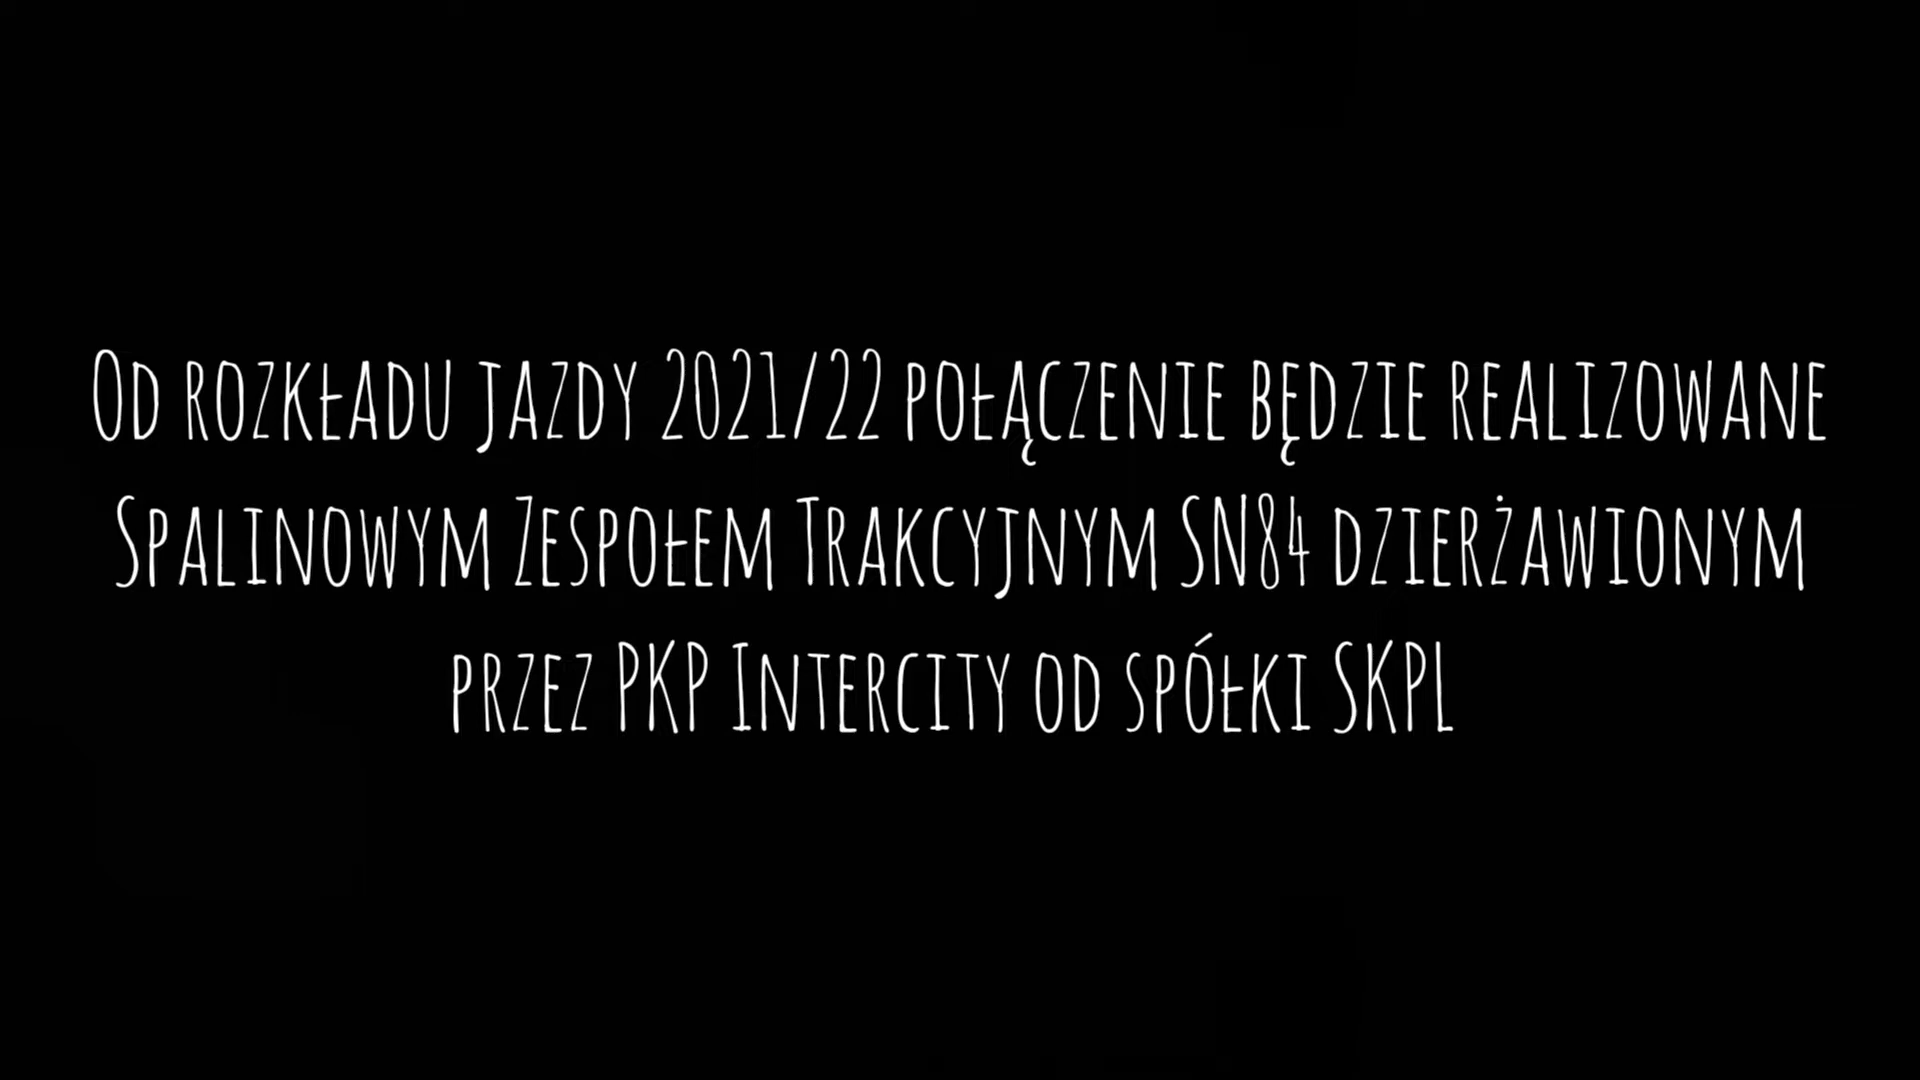 Od rozkładu jazdy 2021/22 połączenie będzie realizowane
Spalinowym Zespołem Trakcyjnym SN84 dzierżawionym
przez PKP Intercity od spółki SKPL